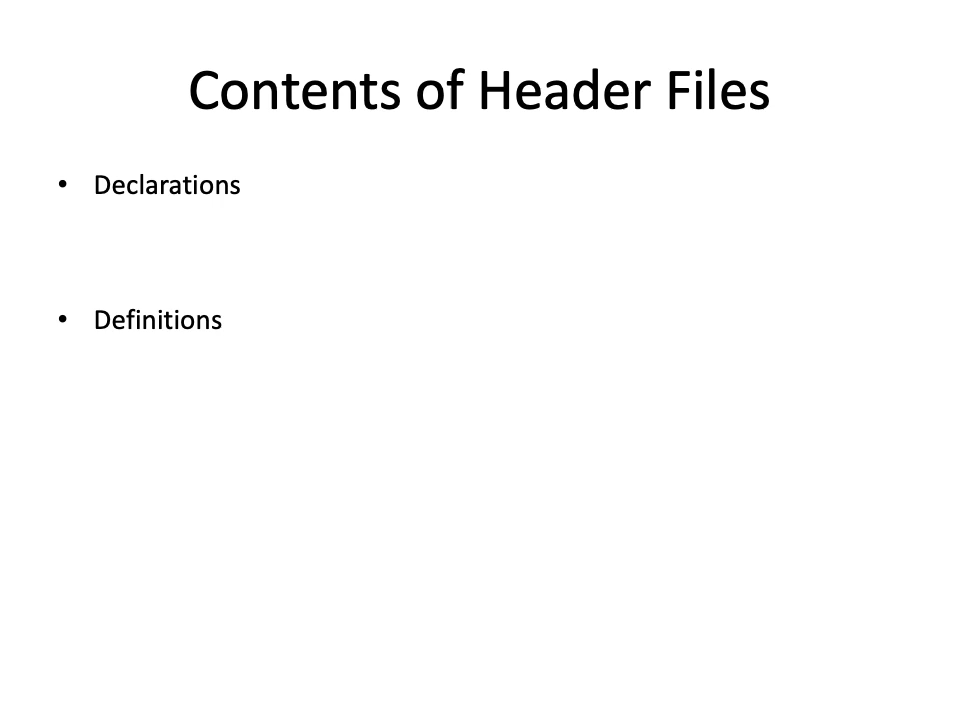 Contents of Header Files
• Declarations
• Definitions